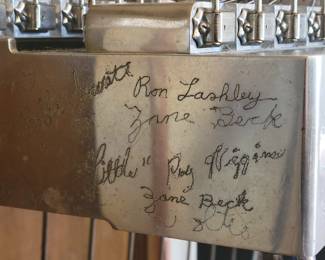 Ron Lashley
Zane Beck
Little" Roy Wiggins
Zane Beck